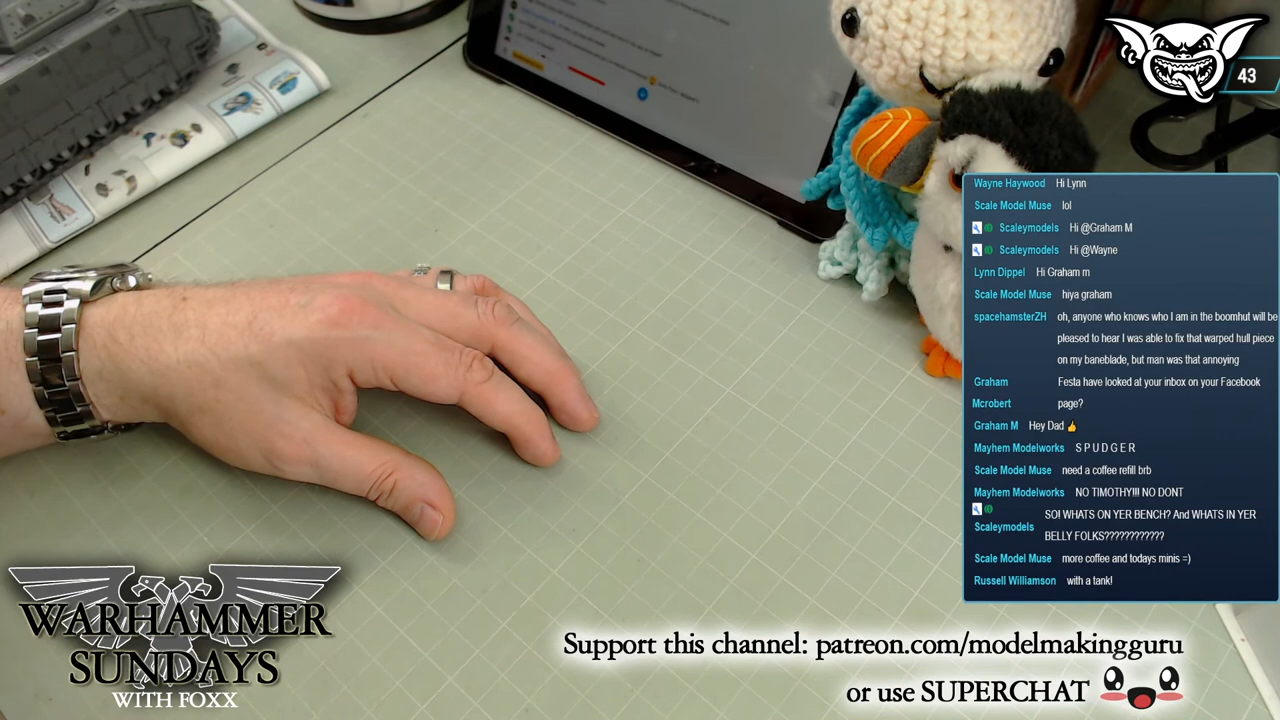 43
Wayne Haywood Hi Lynn
Scale Model Muse lol
Scaleymodels Hi @Graham M
Scaleymodels Hi @Wayne
Lynn Dippel Hi Graham m
Scale Model Muse hiya graham
spacehamsterZH oh, anyone who knows who I am in the boomhut will be
pleased to hear I was able to fix that warped hull piece
on my baneblade, but man was that annoying
Graham Festa have looked at your inbox on your Facebook
Mcrobert page?
Graham M Hey Dad 👍
Mayhem Modelworks S P U D G E R
Scale Model Muse need a coffee refill brb
Mayhem Modelworks NO TIMOTHY!!! NO DONT
SO! WHATS ON YER BENCH? And WHATS IN YER
Scaleymodels BELLY FOLKS????????????
Scale Model Muse more coffee and todays minis =)
Russell Williamson with a tank!
WARHAMMER
SUNDAYS
WITH FOXX
Support this channel: patreon.com/modelmakingguru
or use SUPERCHAT